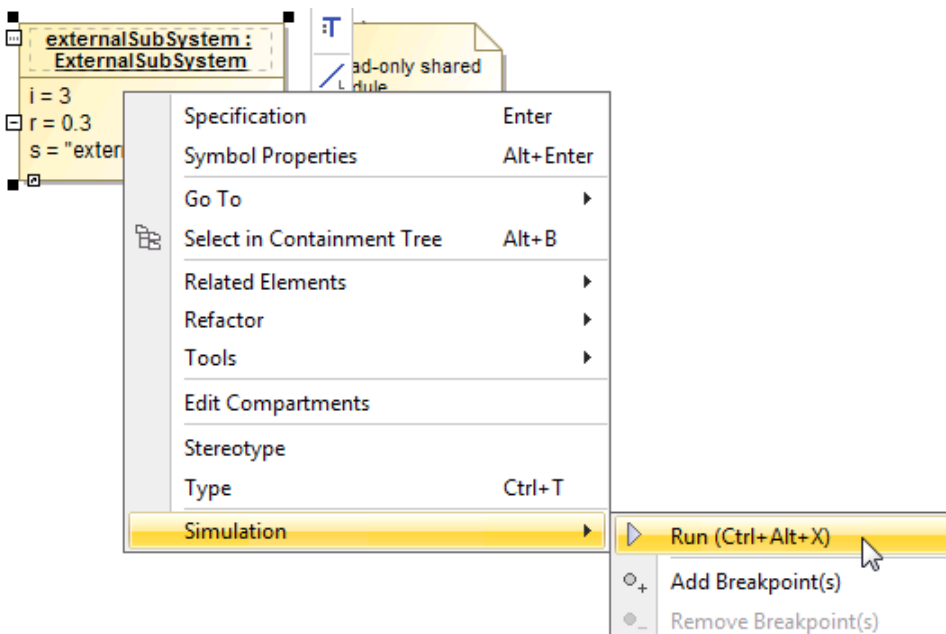 externalSubSystem :
ExternalSubSystem
i = 3
r = 0.3
s = "extern
:T
L
ad-only shared
dule
Specification Enter
Symbol Properties Alt+Enter
Go To
Select in Containment Tree Alt+B
Related Elements
Refactor
Tools
Edit Compartments
Stereotype
Type Ctrl+T
Simulation
Run (Ctrl+Alt+X)
Add Breakpoint(s)
Remove Breakpoint(s)